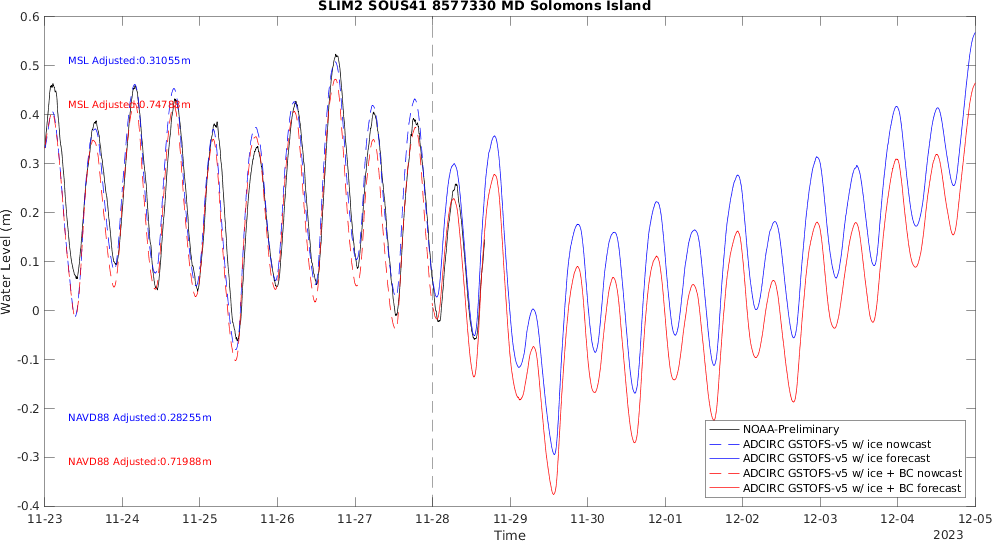 SLIM2 SOUS41 8577330 MD Solomons Island
0.6
0.5
0.4
0.3
0.2
0.1
0
-0.1
-0.2
-0.3
-0.4
Water Level (m)
MSL Adjusted:0.31055m
MSL Adjusted:
NAVD88 Adjusted:0.28255m
NAVD88 Adjusted:0.71988m
NOAA-Preliminary
ADCIRC GSTOFS-v5 w/ ice nowcast
ADCIRC GSTOFS-v5 w/ ice forecast
ADCIRC GSTOFS-v5 w/ ice + BC nowcast
ADCIRC GSTOFS-v5 w/ ice + BC forecast
11-23 11-24 11-25 11-26 11-27 11-28 11-29 11-30 12-01 12-02 12-03 12-04 12-05
Time
2023